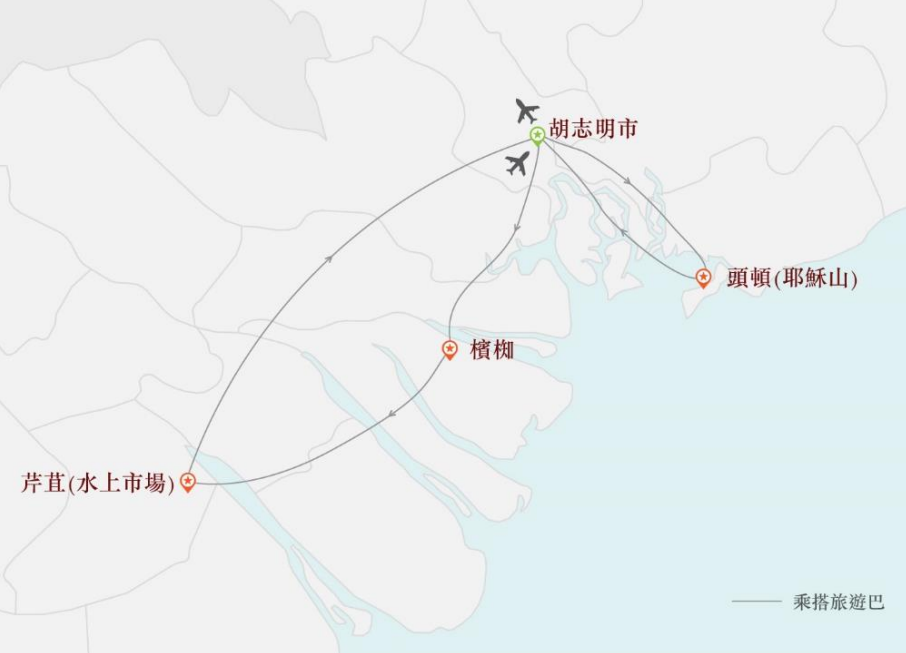 胡志明市
頭頓(耶穌山)
檳椥
芹苴(水上市場)
乘搭旅遊巴